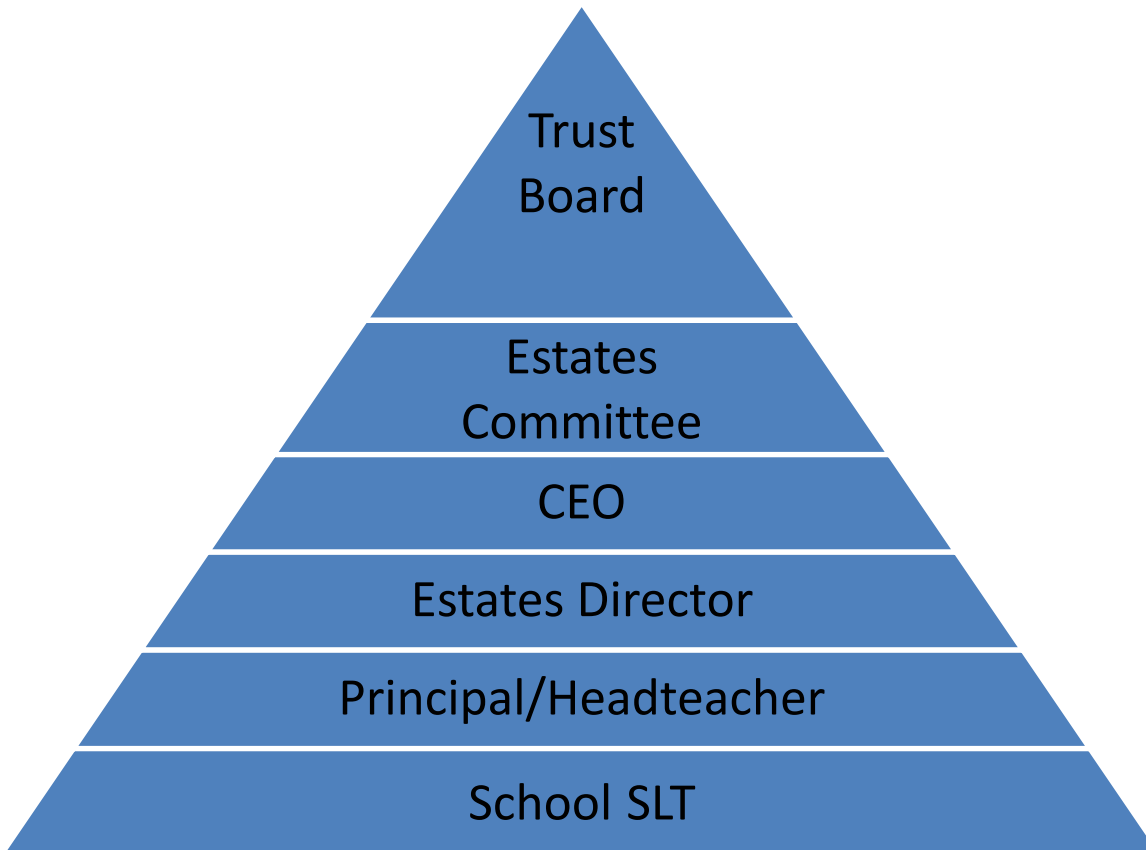 Trust
Board
Estates
Committee
CEO
Estates Director
Principal/Headteacher
School SLT